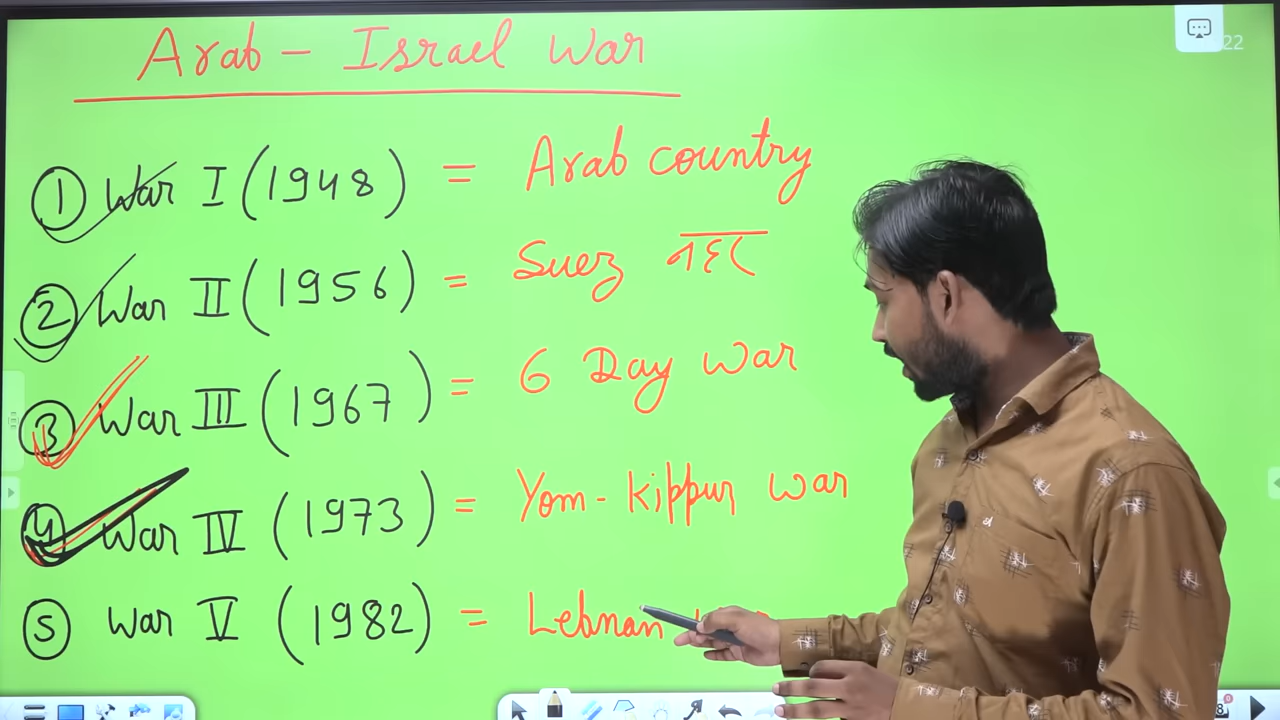 Arab - Israel War
22
① War I (1948) = Arab country
② War II (1956) = Suez नहर
③ War III (1967) = 6 Day War
④ War IV (1973) = Yom-Kippur War
⑤ War V (1982) = Lebnan